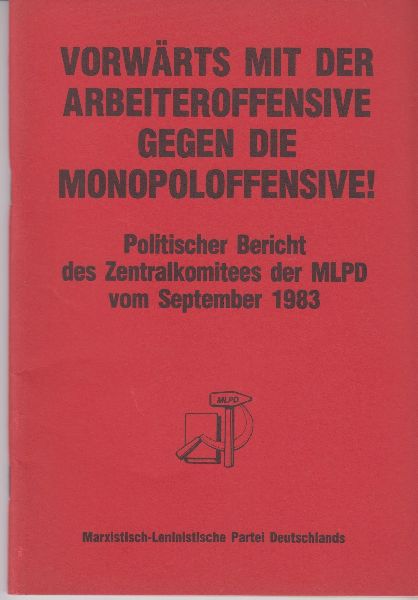 VORWÄRTS MIT DER
ARBEITEROFFENSIVE
GEGEN DIE
MONOPOLOFFENSIVE!
Politischer Bericht
des Zentralkomitees der MLPD
vom September 1983
MLPD
Marxistisch-Leninistische Partei Deutschlands